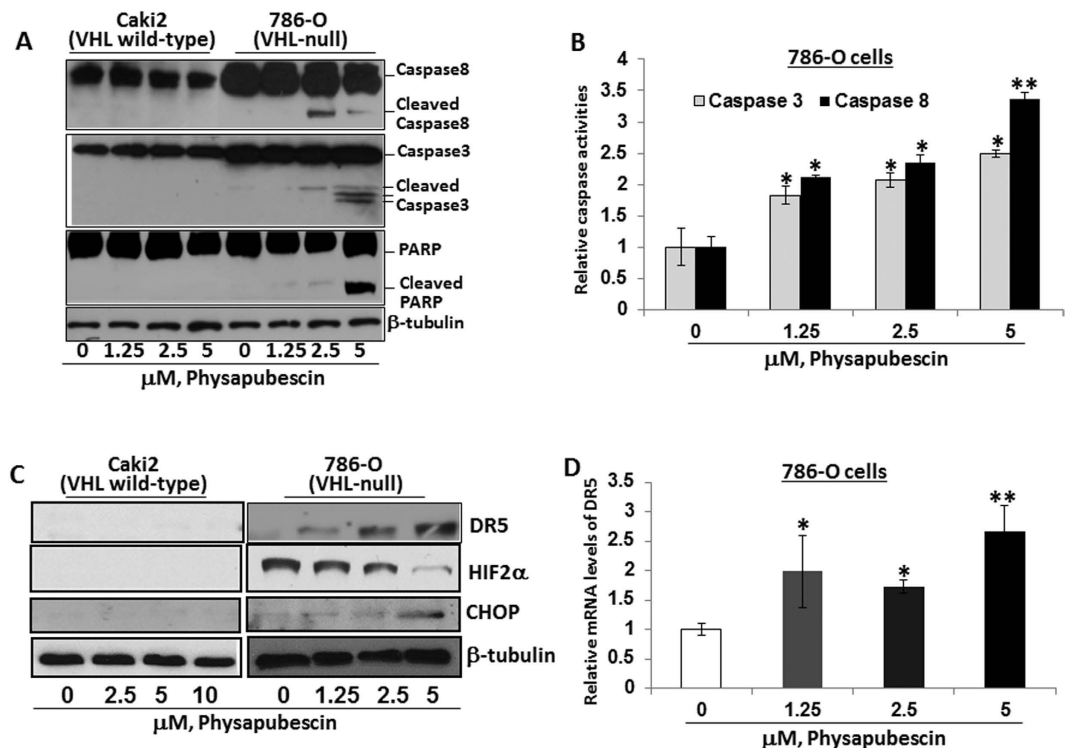 A
Caki2
(VHL wild-type)
786-O
(VHL-null)
Caspase8
Cleaved
Caspase8
Caspase3
Cleaved
Caspase3
PARP
Cleaved
PARP
β-tubulin
0 1.25 2.5 5 0 1.25 2.5 5
μM, Physapubescin
B
786-O cells
Caspase 3 Caspase 8
Relative caspase activities
4
3.5
3
2.5
2
1.5
1
0.5
0
* * * * * **
0 1.25 2.5 5
μM, Physapubescin
C
Caki2
(VHL wild-type)
786-O
(VHL-null)
DR5
HIF2α
CHOP
β-tubulin
0 2.5 5 10 0 1.25 2.5 5
μM, Physapubescin
D
786-O cells
Relative mRNA levels of DR5
3.5
3
2.5
2
1.5
1
0.5
0
* * **
0 1.25 2.5 5
μM, Physapubescin